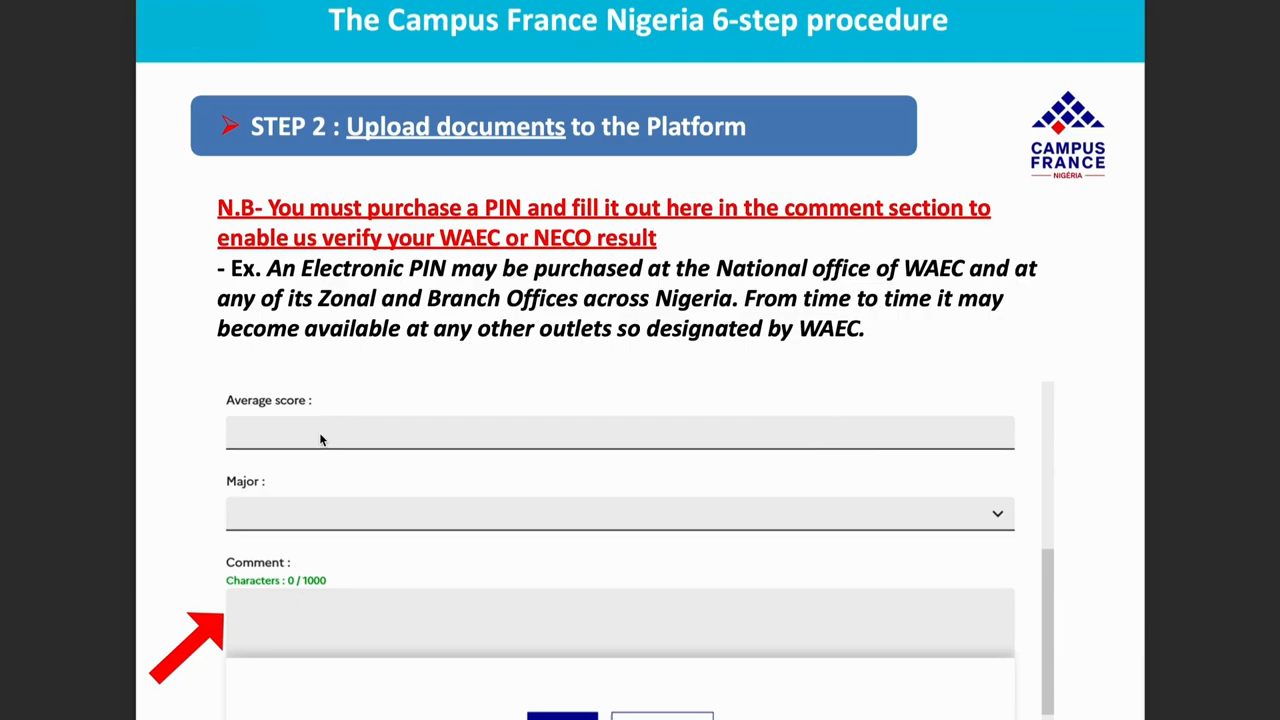 The Campus France Nigeria 6-step procedure
STEP 2 : Upload documents to the Platform
CAMPUS
FRANCE
NIGÉRIA
N.B- You must purchase a PIN and fill it out here in the comment section to
enable us verify your WAEC or NECO result
- Ex. An Electronic PIN may be purchased at the National office of WAEC and at
any of its Zonal and Branch Offices across Nigeria. From time to time it may
become available at any other outlets so designated by WAEC.
Average score :
Major :
Comment :
Characters : 0 / 1000